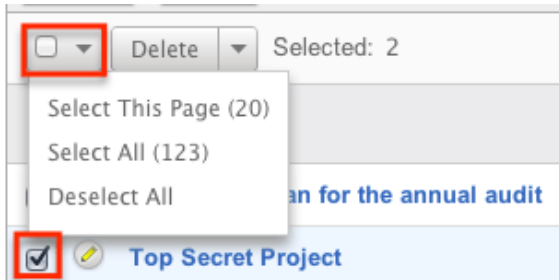 Delete Selected: 2
Select This Page (20)
Select All (123)
Deselect All
an for the annual audit
Top Secret Project